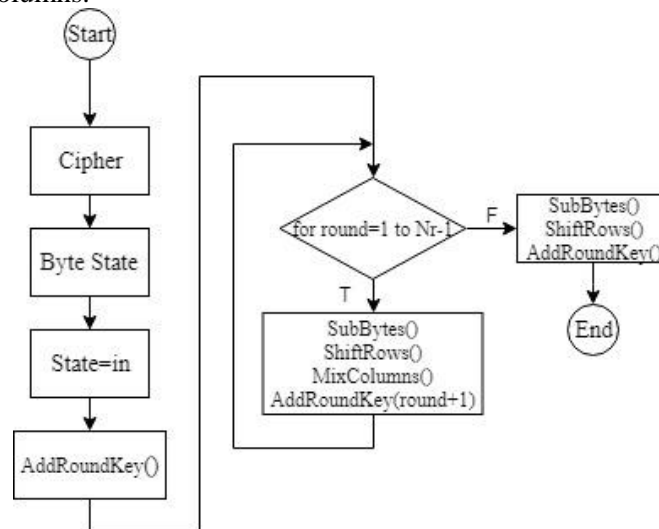 olumns.
Start
Cipher
Byte State
State=in
AddRoundKey()
for round=1 to Nr-1
T
SubBytes()
ShiftRows()
MixColumns()
AddRoundKey(round+1)
F
SubBytes()
ShiftRows()
AddRoundKey()
End